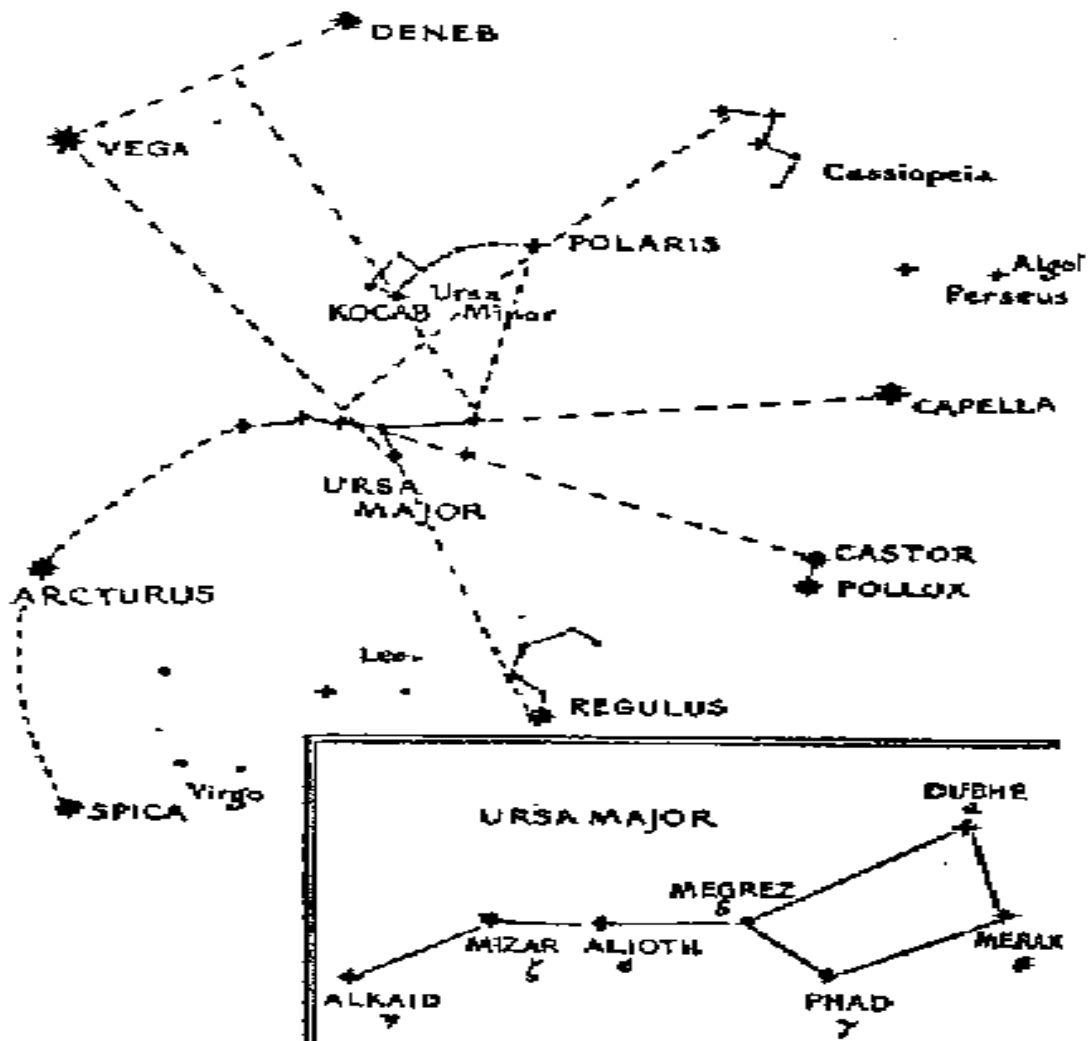 DENEB
VEGA
Cassiopeia
POLARIS
Algol
Perseus
KOCAB
Ursa
Minor
CAPELLA
URSA
MAJOR
CASTOR
POLLUX
ARCTURUS
Leo.
REGULUS
Virgo
SPICA
URSA MAJOR
DUBHE
α
MEGREZ
δ
MIZAR
ζ
ALIOTH
MERAK
ALKAID
PHAD
γ